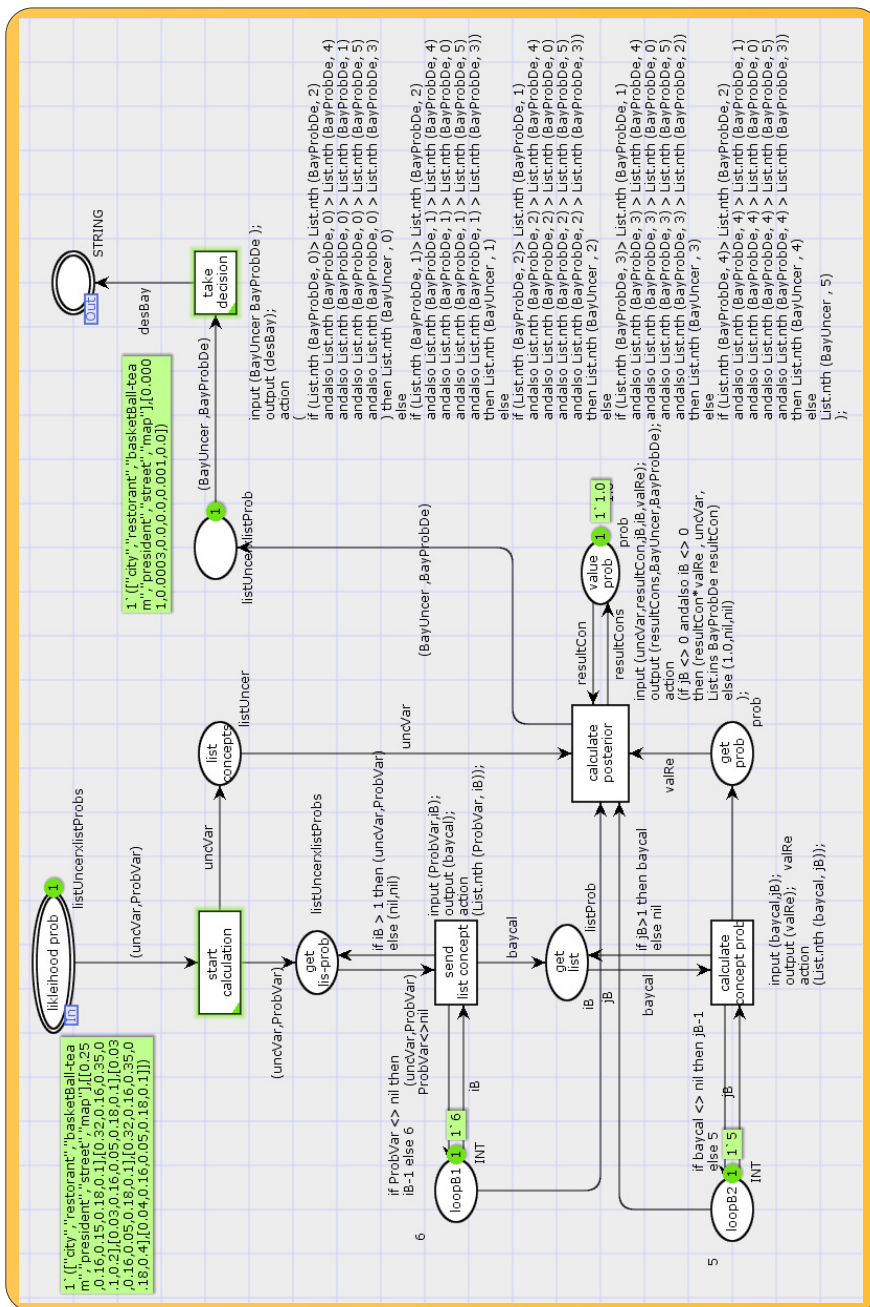 1`(["city","restorant","basketBall-tea
m","president","street","map"],[[0.25
,0.16,0.15,0.18,0.1],[0.32,0.16,0.35,0
,0.16,0.05,0.18,0.1],[0.32,0.16,0.35,0
.1,0.2],[0.03,0.16,0.05,0.18,0.1],[0.03
.18,0.4],[0.04,0.16,0.05,0.18,0.1]])
likleihood prob
In
1
listUncerxlistProbs
(uncVar,ProbVar)
start
calculation
uncVar
list
concepts
listUncer
(uncVar,ProbVar)
get
lis-prob
listUncerxlistProbs
uncVar
1`(["city","restorant","basketBall-tea
m","president","street","map"],[0.000
1,0.0003,0.0,0.0,0.001,0.0])
1
listUncerxlistProb
(BayUncer ,BayProbDe)
take
decision
desBay
Out
STRING
input (BayUncer BayProbDe );
output (desBay);
action
(
if (List.nth (BayProbDe, 0)> List.nth (BayProbDe, 2)
andalso List.nth (BayProbDe, 0) > List.nth (BayProbDe, 4)
andalso List.nth (BayProbDe, 0) > List.nth (BayProbDe, 1)
andalso List.nth (BayProbDe, 0) > List.nth (BayProbDe, 5)
andalso List.nth (BayProbDe, 0) > List.nth (BayProbDe, 3)
) then List.nth (BayUncer , 0)
else
if (List.nth (BayProbDe, 1)> List.nth (BayProbDe, 2)
andalso List.nth (BayProbDe, 1) > List.nth (BayProbDe, 4)
andalso List.nth (BayProbDe, 1) > List.nth (BayProbDe, 0)
andalso List.nth (BayProbDe, 1) > List.nth (BayProbDe, 5)
andalso List.nth (BayProbDe, 1) > List.nth (BayProbDe, 3))
then List.nth (BayUncer , 1)
else
if (List.nth (BayProbDe, 2)> List.nth (BayProbDe, 1)
andalso List.nth (BayProbDe, 2) > List.nth (BayProbDe, 4)
andalso List.nth (BayProbDe, 2) > List.nth (BayProbDe, 0)
andalso List.nth (BayProbDe, 2) > List.nth (BayProbDe, 5)
andalso List.nth (BayProbDe, 2) > List.nth (BayProbDe, 3))
then List.nth (BayUncer , 2)
else
if (List.nth (BayProbDe, 3)> List.nth (BayProbDe, 1)
andalso List.nth (BayProbDe, 3) > List.nth (BayProbDe, 4)
andalso List.nth (BayProbDe, 3) > List.nth (BayProbDe, 0)
andalso List.nth (BayProbDe, 3) > List.nth (BayProbDe, 5)
andalso List.nth (BayProbDe, 3) > List.nth (BayProbDe, 2))
then List.nth (BayUncer , 3)
else
if (List.nth (BayProbDe, 4)> List.nth (BayProbDe, 2)
andalso List.nth (BayProbDe, 4) > List.nth (BayProbDe, 1)
andalso List.nth (BayProbDe, 4) > List.nth (BayProbDe, 0)
andalso List.nth (BayProbDe, 4) > List.nth (BayProbDe, 5)
andalso List.nth (BayProbDe, 4) > List.nth (BayProbDe, 3))
then List.nth (BayUncer , 4)
else
List.nth (BayUncer , 5)
);
if ProbVar <> nil then
iB-1 else 6
(uncVar,ProbVar)
ProbVar<>nil
if iB > 1 then (uncVar,ProbVar)
else (nil,nil)
6
loopB1
1
1`6
INT
iB
send
list concept
input (ProbVar,iB);
output (baycal);
action
(List.nth (ProbVar, iB));
(BayUncer ,BayProbDe)
baycal
get
list
listProb
iB
jB
baycal
if jB>1 then baycal
else nil
calculate
posterior
resultCon
resultCons
value
prob
1
1`1.0
prob
input (uncVar,resultCon,jB,iB,valRe);
output (resultCons,BayUncer,BayProbDe);
action
(if jB <> 0 andalso iB <> 0
then (resultCon*valRe , uncVar,
List.ins BayProbDe resultCon)
else (1.0,nil,nil)
);
valRe
if baycal <> nil then jB-1
else 5
5
loopB2
1
1`5
INT
jB
calculate
concept prob
get
prob
prob
input (baycal,jB);
output (valRe);
valRe
action
(List.nth (baycal, jB));